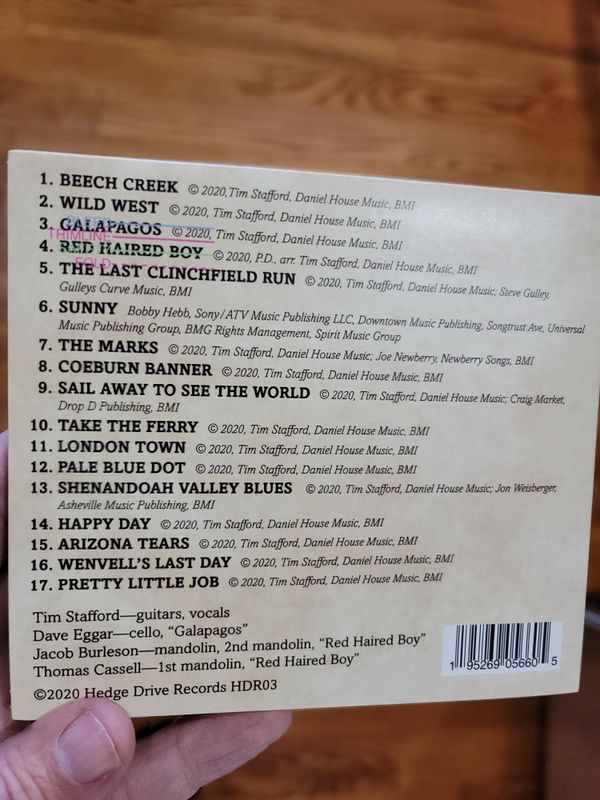 1. BEECH CREEK © 2020, Tim Stafford, Daniel House Music, BMI
2. WILD WEST © 2020, Tim Stafford, Daniel House Music, BMI
BLEED
3. GALAPAGOS © 2020, Tim Stafford, Daniel House Music, BMI
TRIMLINE
4. RED HAIRED BOY © 2020, P.D., arr. Tim Stafford, Daniel House Music, BMI
FOLD
5. THE LAST CLINCHFIELD RUN © 2020, Tim Stafford, Daniel House Music; Steve Gulley,
Gulleys Curve Music, BMI
6. SUNNY Bobby Hebb, Sony/ATV Music Publishing LLC, Downtown Music Publishing, Songtrust Ave, Universal
Music Publishing Group, BMG Rights Management, Spirit Music Group
7. THE MARKS © 2020, Tim Stafford, Daniel House Music; Joe Newberry, Newberry Songs, BMI
8. COEBURN BANNER © 2020, Tim Stafford, Daniel House Music, BMI
9. SAIL AWAY TO SEE THE WORLD © 2020, Tim Stafford, Daniel House Music; Craig Market,
Drop D Publishing, BMI
10. TAKE THE FERRY © 2020, Tim Stafford, Daniel House Music, BMI
11. LONDON TOWN © 2020, Tim Stafford, Daniel House Music, BMI
12. PALE BLUE DOT © 2020, Tim Stafford, Daniel House Music, BMI
13. SHENANDOAH VALLEY BLUES © 2020, Tim Stafford, Daniel House Music; Jon Weisberger,
Asheville Music Publishing, BMI
14. HAPPY DAY © 2020, Tim Stafford, Daniel House Music, BMI
15. ARIZONA TEARS © 2020, Tim Stafford, Daniel House Music, BMI
16. WENVELL'S LAST DAY © 2020, Tim Stafford, Daniel House Music, BMI
17. PRETTY LITTLE JOB © 2020, Tim Stafford, Daniel House Music, BMI
Tim Stafford—guitars, vocals
Dave Eggar—cello, "Galapagos"
Jacob Burleson—mandolin, 2nd mandolin, "Red Haired Boy"
Thomas Cassell—1st mandolin, "Red Haired Boy"
©2020 Hedge Drive Records HDR03
1 95269 05660 5